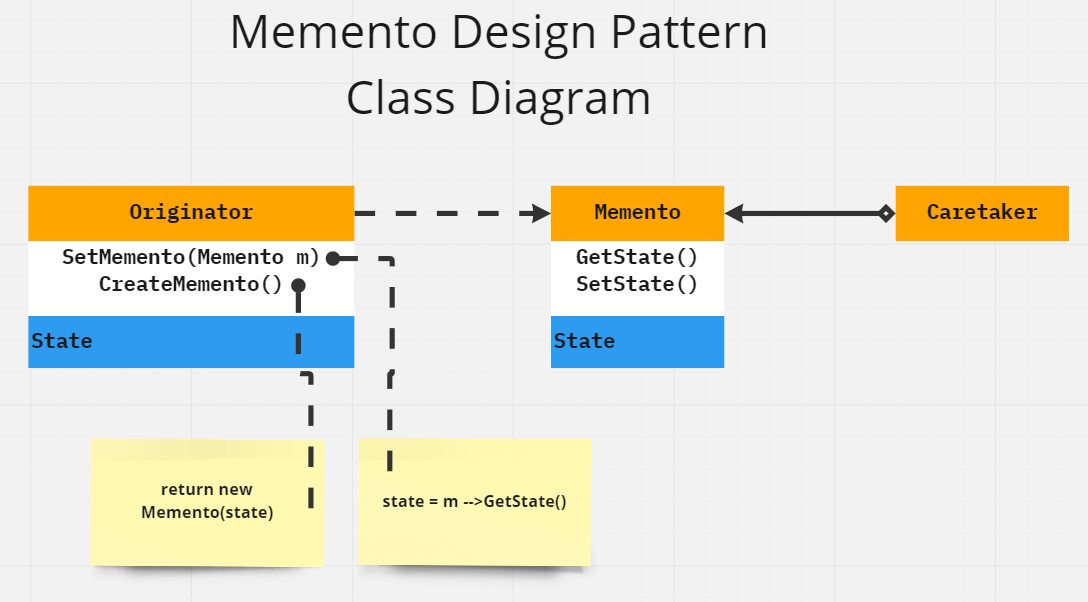 Memento Design Pattern
Class Diagram
Originator
Memento
Caretaker
SetMemento(Memento m)
CreateMemento()
GetState()
SetState()
State
State
return new
Memento(state)
state = m -->GetState()